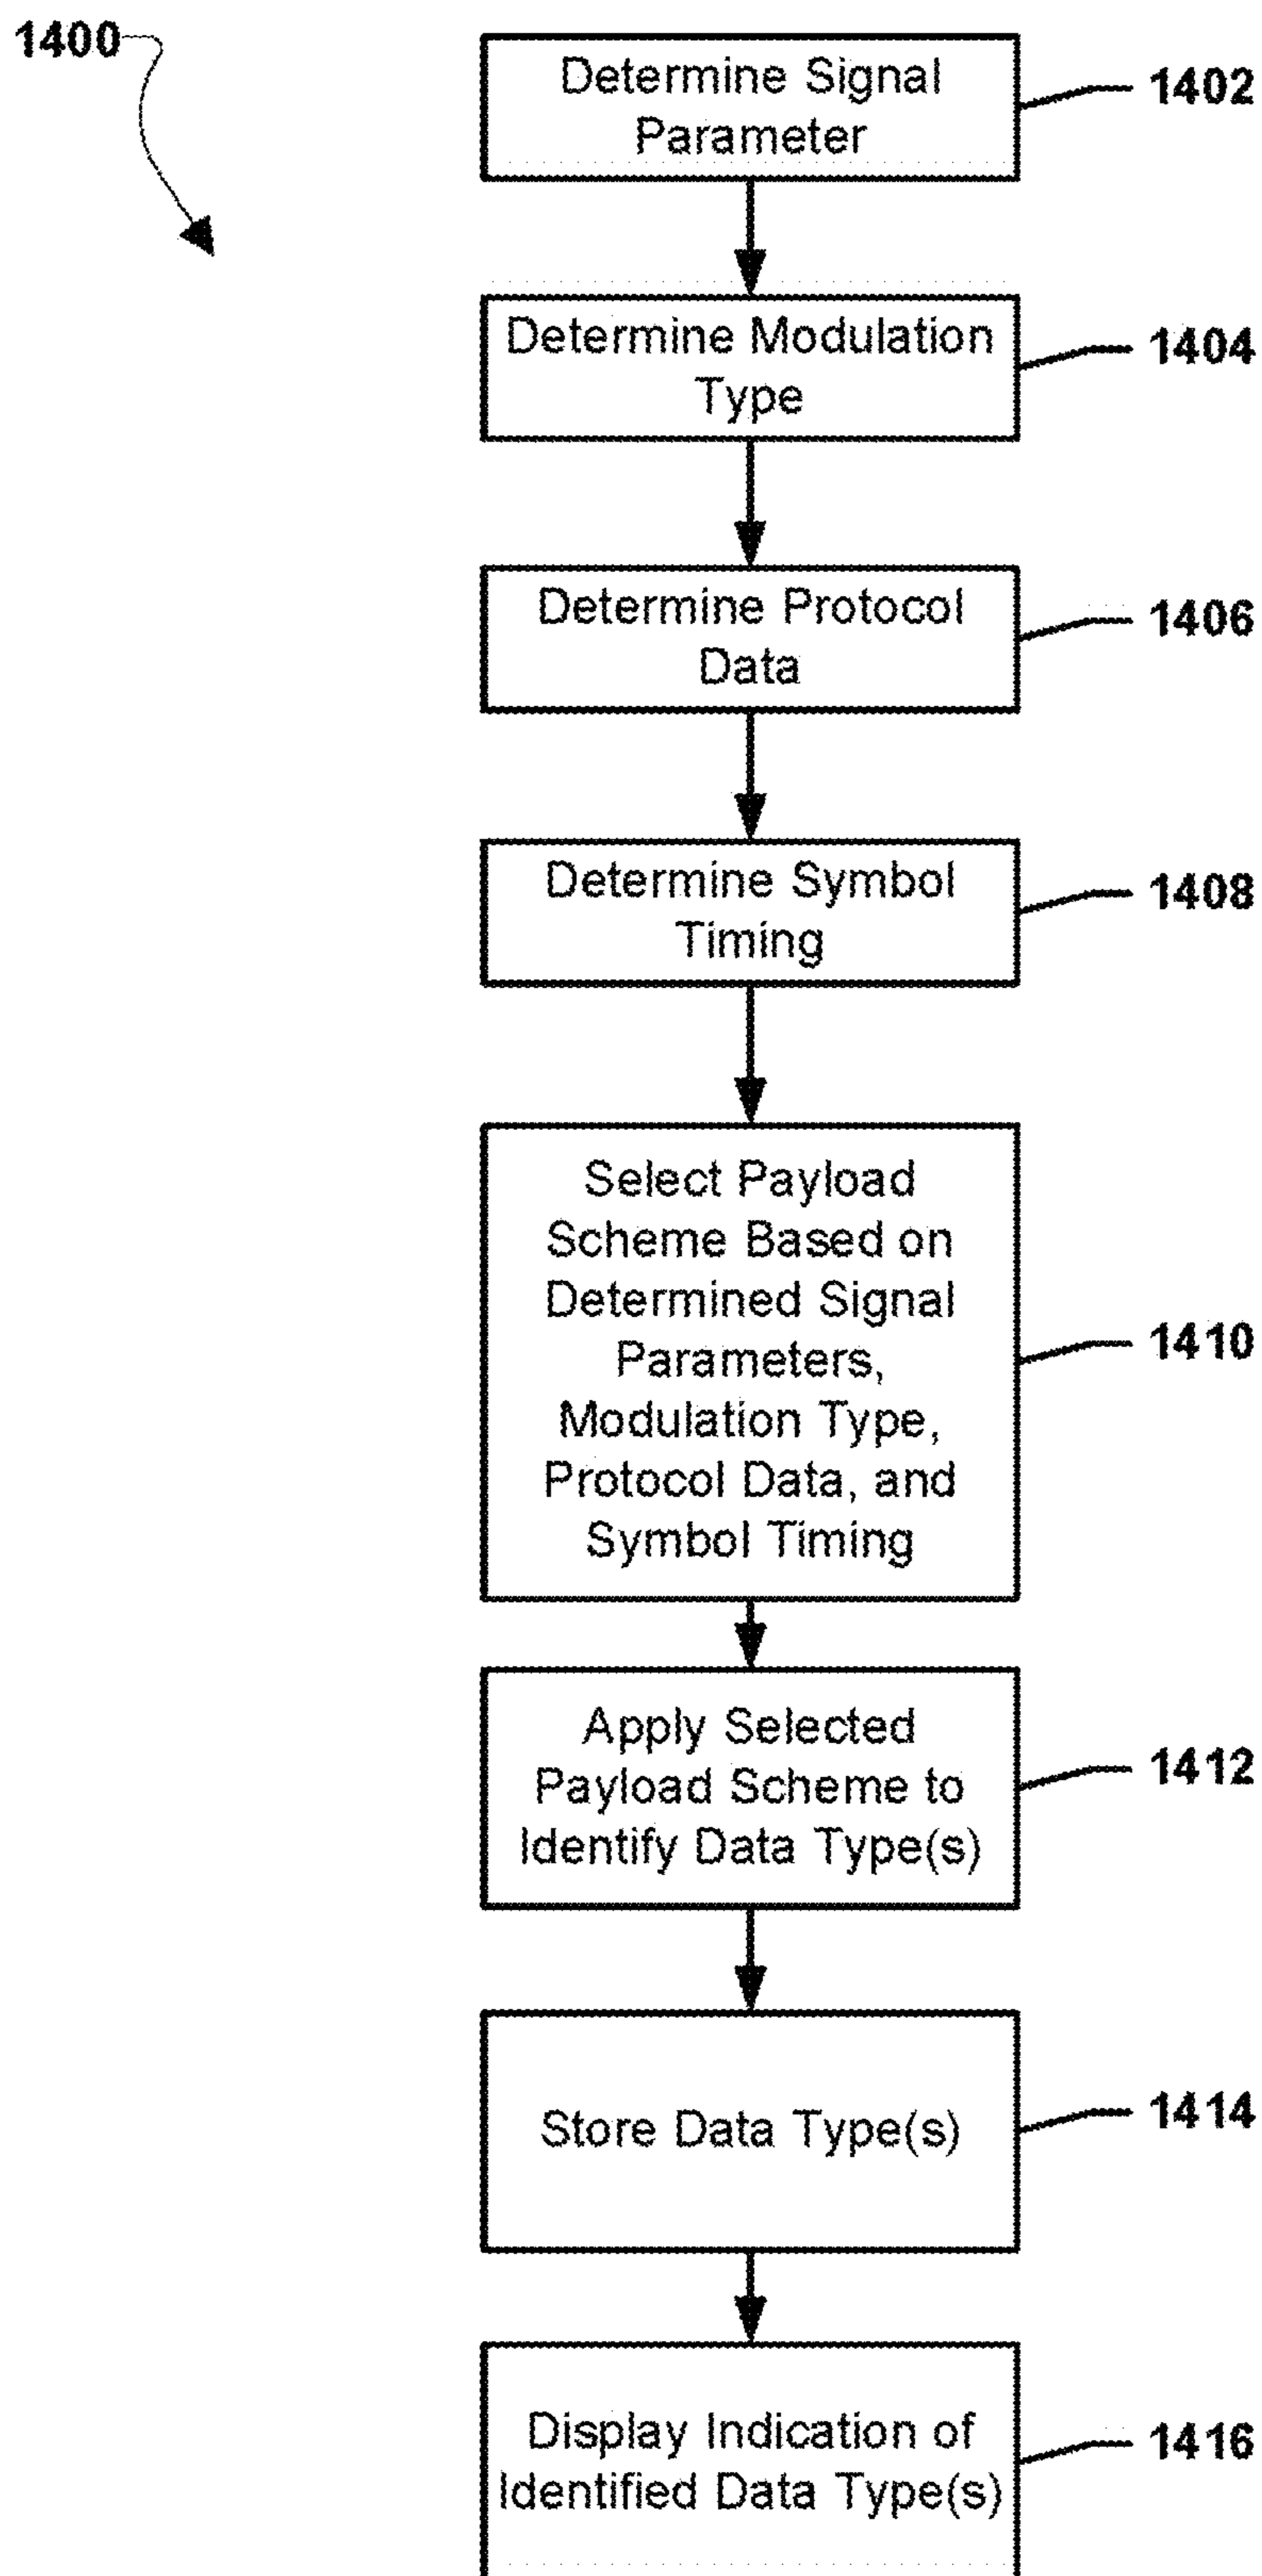 1400
Determine Signal
Parameter
1402
Determine Modulation
Type
1404
Determine Protocol
Data
1406
Determine Symbol
Timing
1408
Select Payload
Scheme Based on
Determined Signal
Parameters,
Modulation Type,
Protocol Data, and
Symbol Timing
1410
Apply Selected
Payload Scheme to
Identify Data Type(s)
1412
Store Data Type(s)
1414
Display Indication of
Identified Data Type(s)
1416